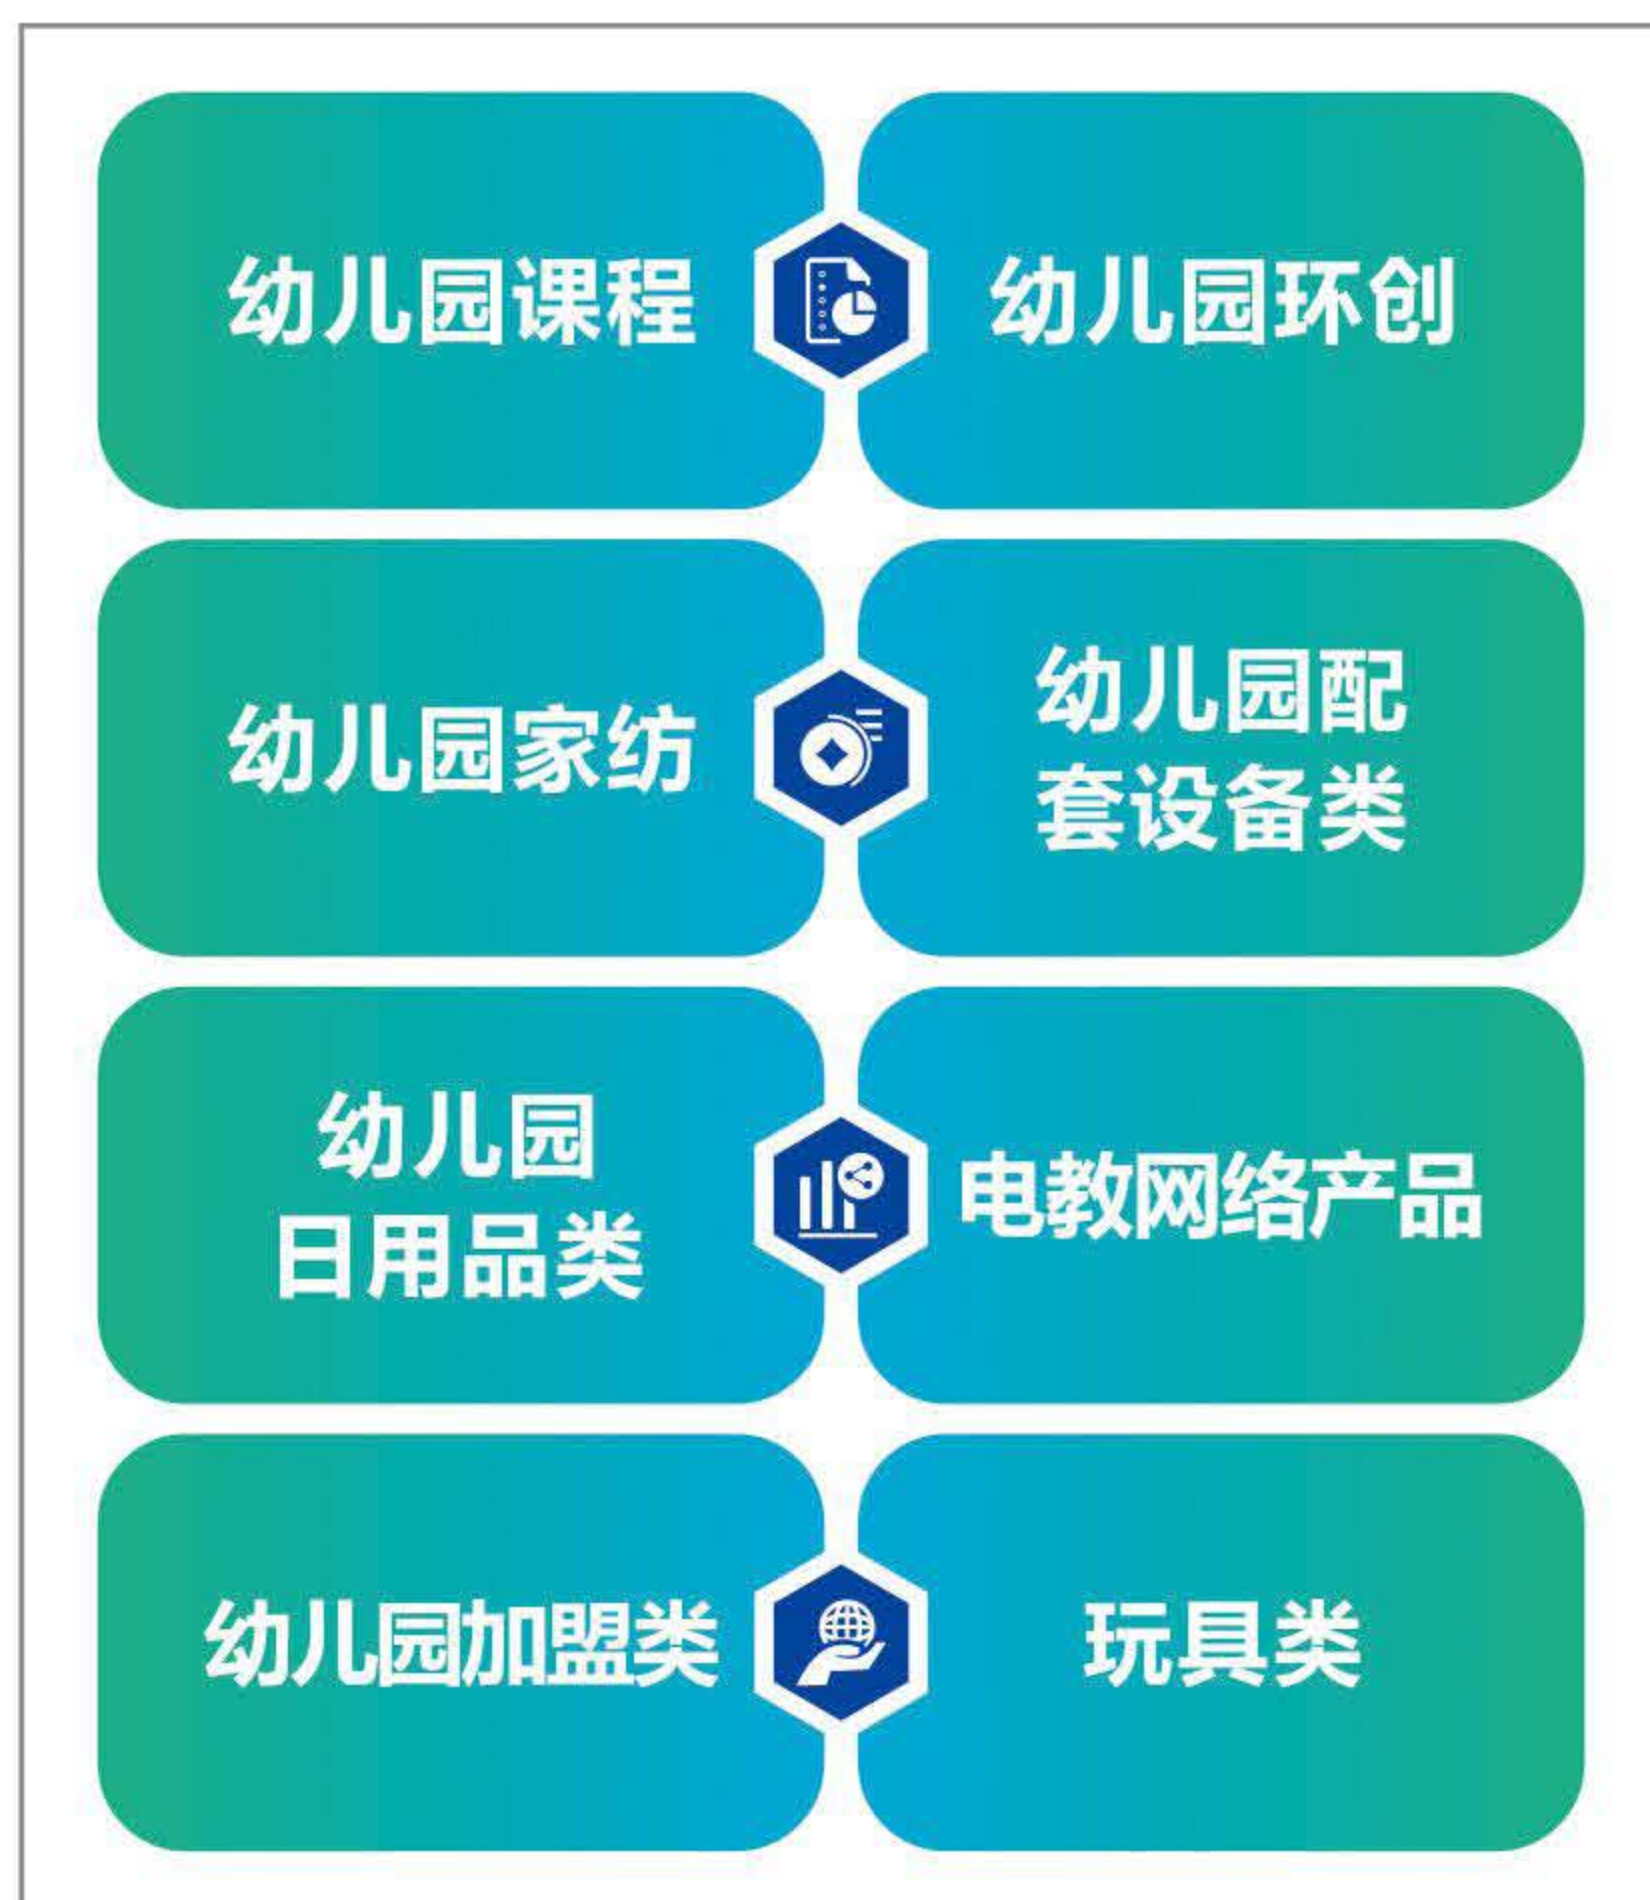 幼儿园课程
幼儿园环创
幼儿园家纺
幼儿园配
套设备类
幼儿园
日用品类
电教网络产品
幼儿园加盟类
玩具类